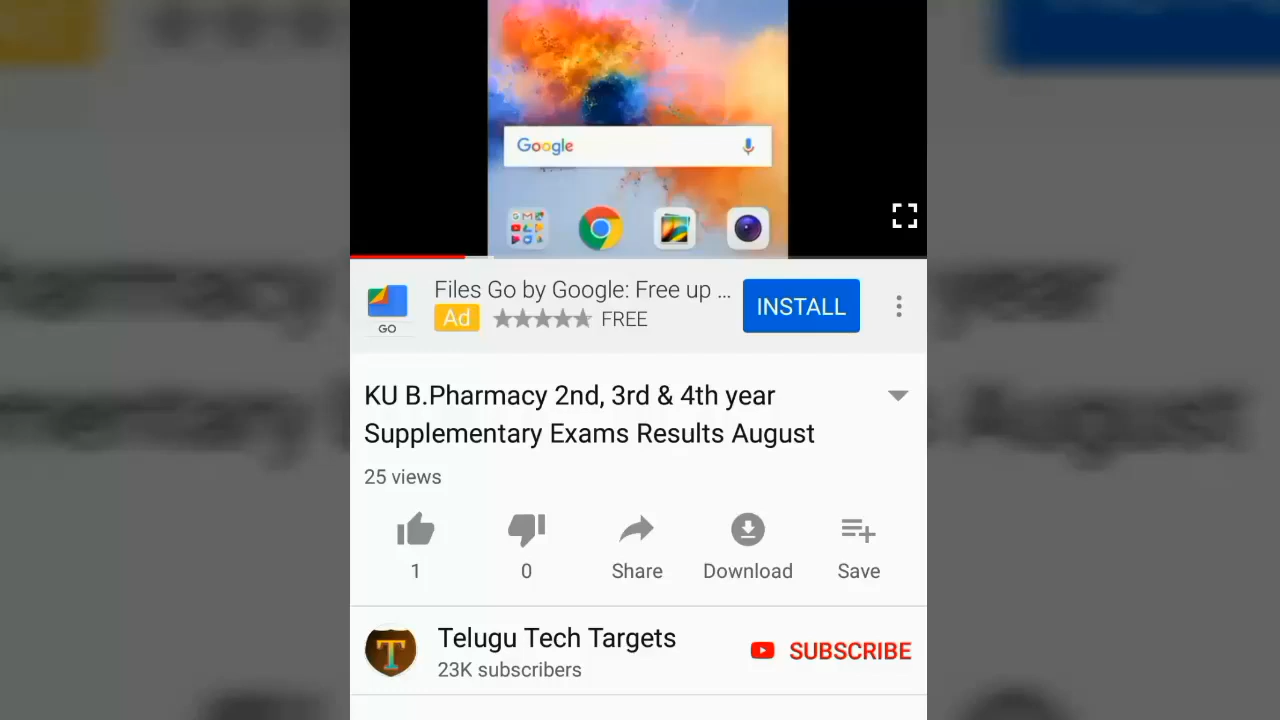 Google
Files Go by Google: Free up ...
GO
Ad FREE
INSTALL
KU B.Pharmacy 2nd, 3rd & 4th year
Supplementary Exams Results August
25 views
1 0 Share Download Save
Telugu Tech Targets
23K subscribers
SUBSCRIBE